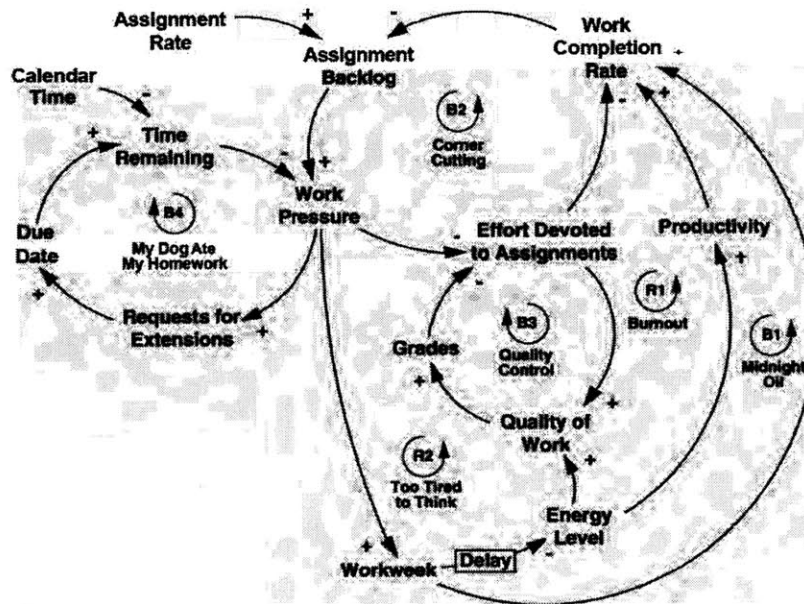 Assignment
Rate
+
Assignment
Backlog
-
Work
Completion
Rate
+
-
+
Calendar
Time
-
+
Time
Remaining
-
+
B2
Corner
Cutting
Work
Pressure
B4
My Dog Ate
My Homework
Due
Date
+
Requests for
Extensions
+
-
Effort Devoted
to Assignments
-
Productivity
+
R1
Burnout
B3
Quality
Control
Grades
+
B1
Midnight
Oil
Quality of
Work
+
+
R2
Too Tired
to Think
Energy
Level
-
+
Workweek
Delay